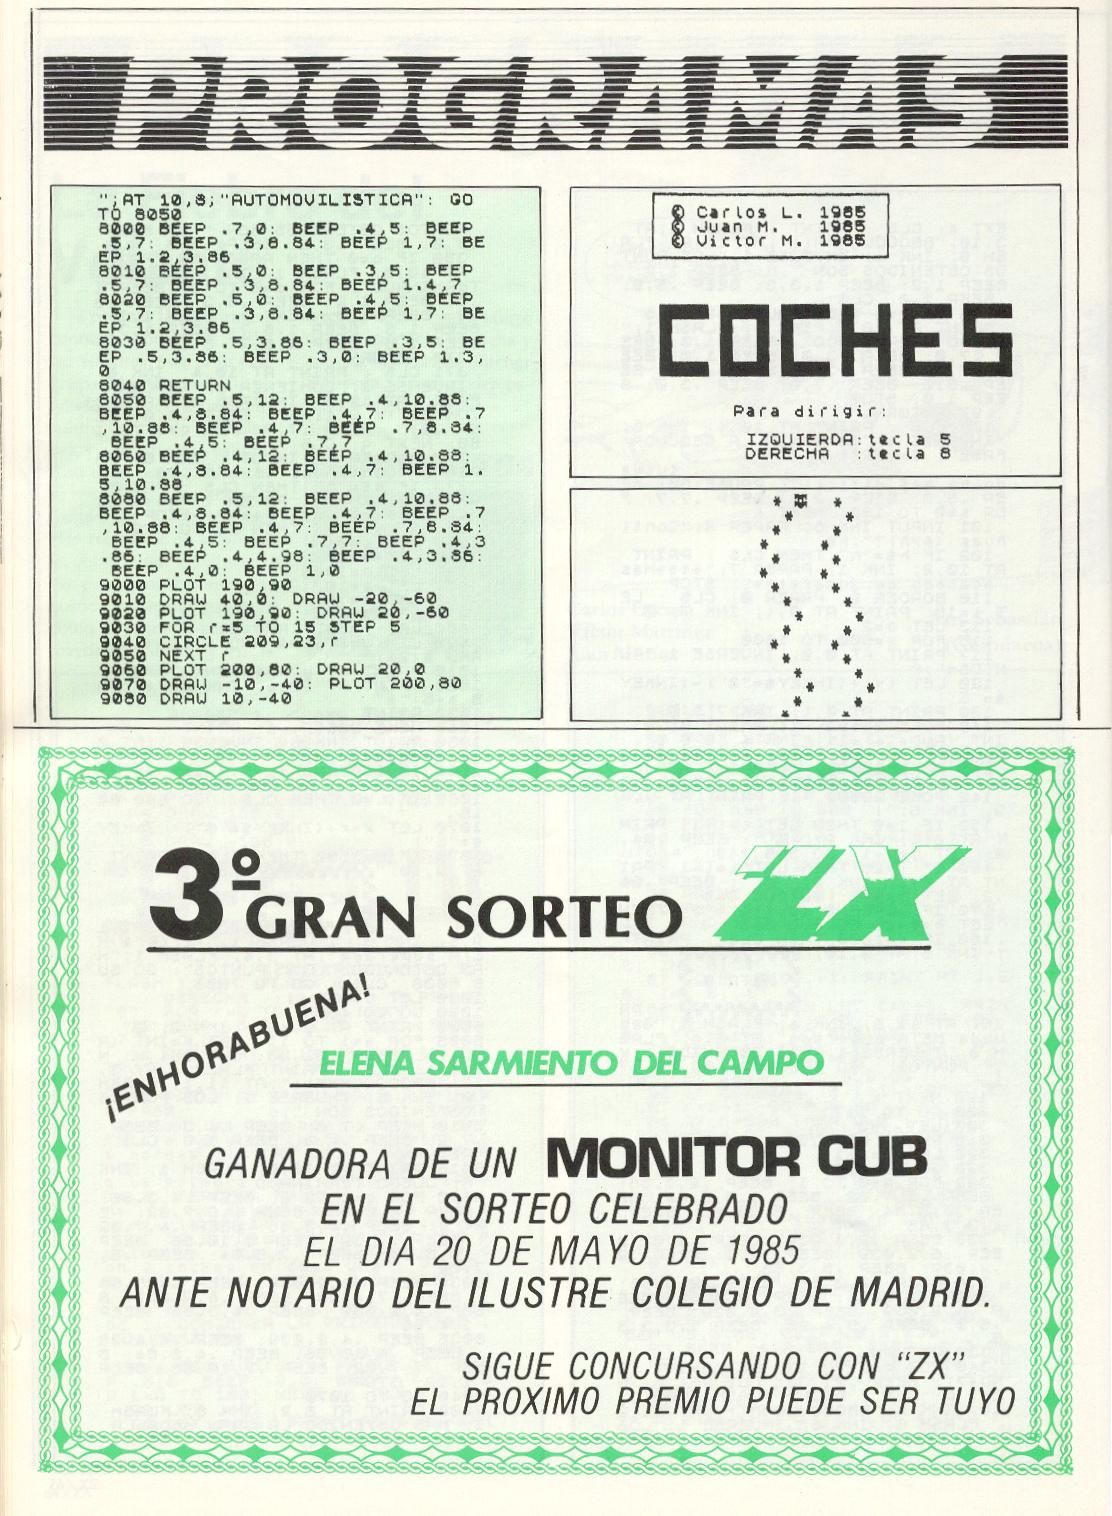 PROGRAMAS
";AT 10,8;"AUTOMOVILISTICA": GO
TO 8050
8000 BEEP .7,0: BEEP .4,5: BEEP
.5,7: BEEP .3,8.84: BEEP 1,7: BE
EP 1.2,3.86
8010 BEEP .5,0: BEEP .3,5: BEEP
.5,7: BEEP .3,8.84: BEEP 1.4,7
8020 BEEP .5,0: BEEP .4,5: BEEP
.5,7: BEEP .3,8.84: BEEP 1,7: BE
EP 1.2,3.86
8030 BEEP .5,3.86: BEEP .3,5: BE
EP .5,3.86: BEEP .3,0: BEEP 1.3,
0
8040 RETURN
8050 BEEP .5,12: BEEP .4,10.88:
BEEP .4,8.84: BEEP .4,7: BEEP .7
,10.88: BEEP .4,7: BEEP .7,8.84:
BEEP .4,5: BEEP .7,7
8060 BEEP .4,12: BEEP .4,10.88:
BEEP .4,8.84: BEEP .4,7: BEEP 1.
5,10.88
8080 BEEP .5,12: BEEP .4,10.88:
BEEP .4,8.84: BEEP .4,7: BEEP .7
,10.88: BEEP .4,7: BEEP .7,8.84:
BEEP .4,5: BEEP .7,7: BEEP .4,3
.86: BEEP .4,4.98: BEEP .4,3.86:
BEEP .4,0: BEEP 1,0
9000 PLOT 190,90
9010 DRAW 40,0: DRAW -20,-60
9020 PLOT 190,90: DRAW 20,-60
9030 FOR r=5 TO 15 STEP 5
9040 CIRCLE 209,23,r
9050 NEXT r
9060 PLOT 200,80: DRAW 20,0
9070 DRAW -10,-40: PLOT 200,80
9080 DRAW 10,-40
© Carlos L. 1985
© Juan M. 1985
© Victor M. 1985
COCHES
Para dirigir:
IZQUIERDA:tecla 5
DERECHA :tecla 8
3º GRAN SORTEO ZX
¡ENHORABUENA!
ELENA SARMIENTO DEL CAMPO
GANADORA DE UN MONITOR CUB
EN EL SORTEO CELEBRADO
EL DIA 20 DE MAYO DE 1985
ANTE NOTARIO DEL ILUSTRE COLEGIO DE MADRID.
SIGUE CONCURSANDO CON “ZX”
EL PROXIMO PREMIO PUEDE SER TUYO